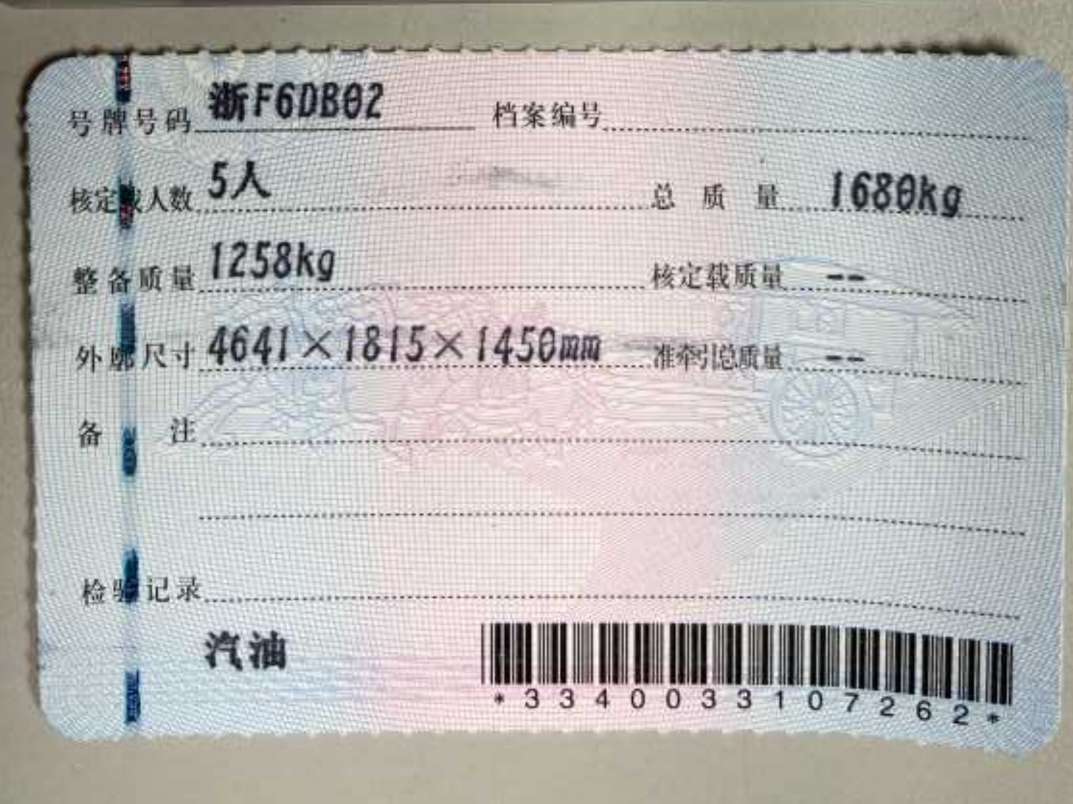 号牌号码 浙F6DB02 档案编号
核定载人数 5人 总质量 1680kg
整备质量 1258kg 核定载质量 --
外廓尺寸 4641×1815×1450mm 准牵引总质量 --
备注
检验记录
汽油
*3340033107262*